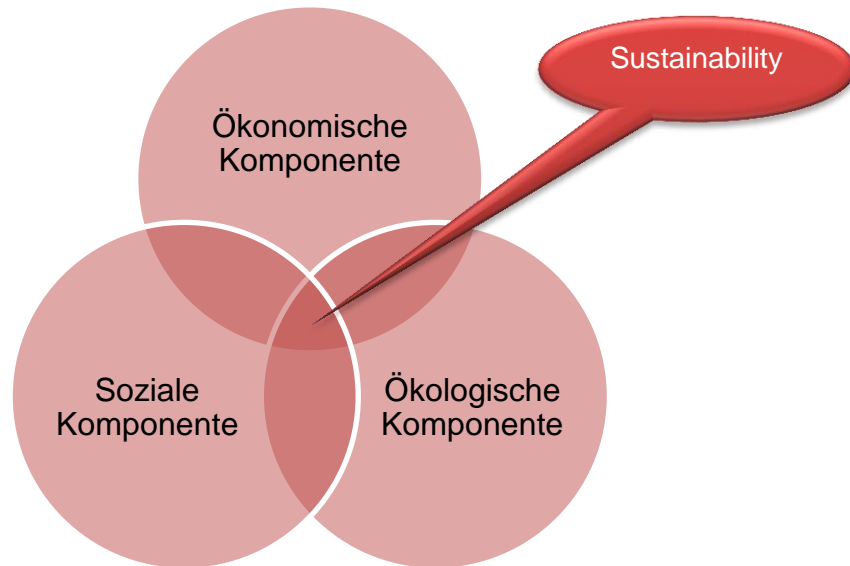 Sustainability
Ökonomische
Komponente
Soziale
Komponente
Ökologische
Komponente